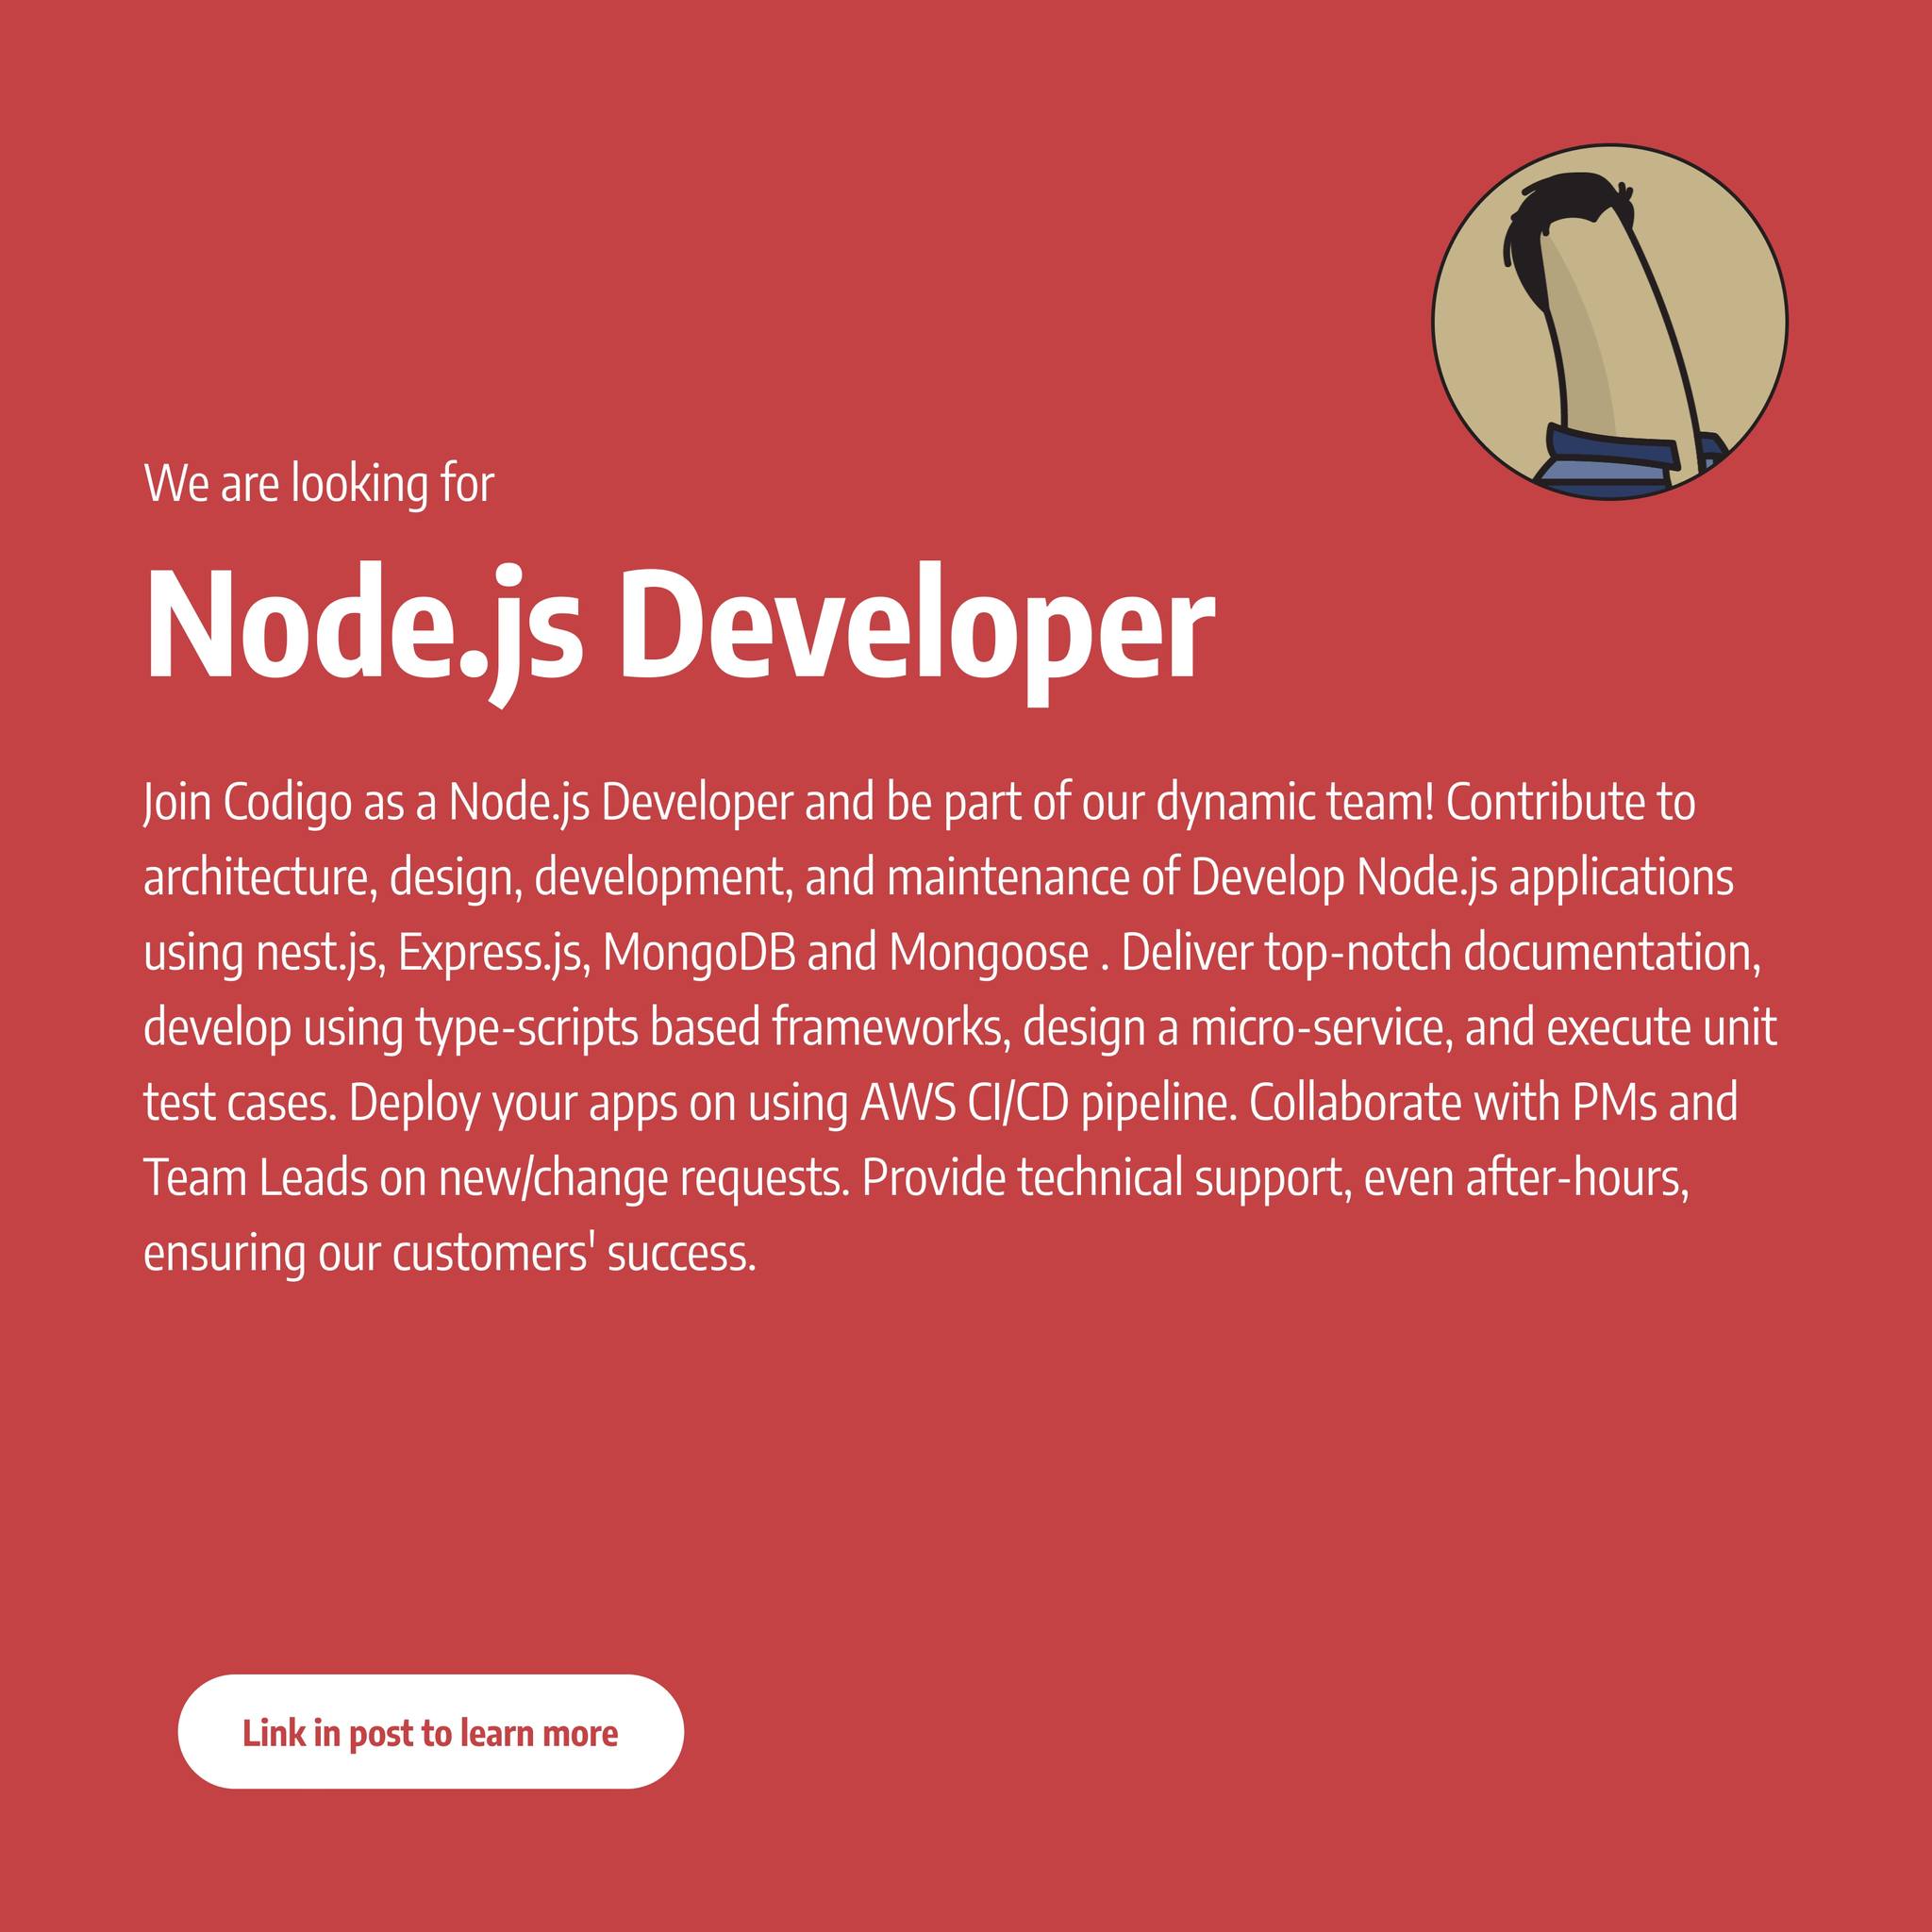 We are looking for
Node.js Developer
Join Codigo as a Node.js Developer and be part of our dynamic team! Contribute to
architecture, design, development, and maintenance of Develop Node.js applications
using nest.js, Express.js, MongoDB and Mongoose . Deliver top-notch documentation,
develop using type-scripts based frameworks, design a micro-service, and execute unit
test cases. Deploy your apps on using AWS CI/CD pipeline. Collaborate with PMs and
Team Leads on new/change requests. Provide technical support, even after-hours,
ensuring our customers' success.
Link in post to learn more